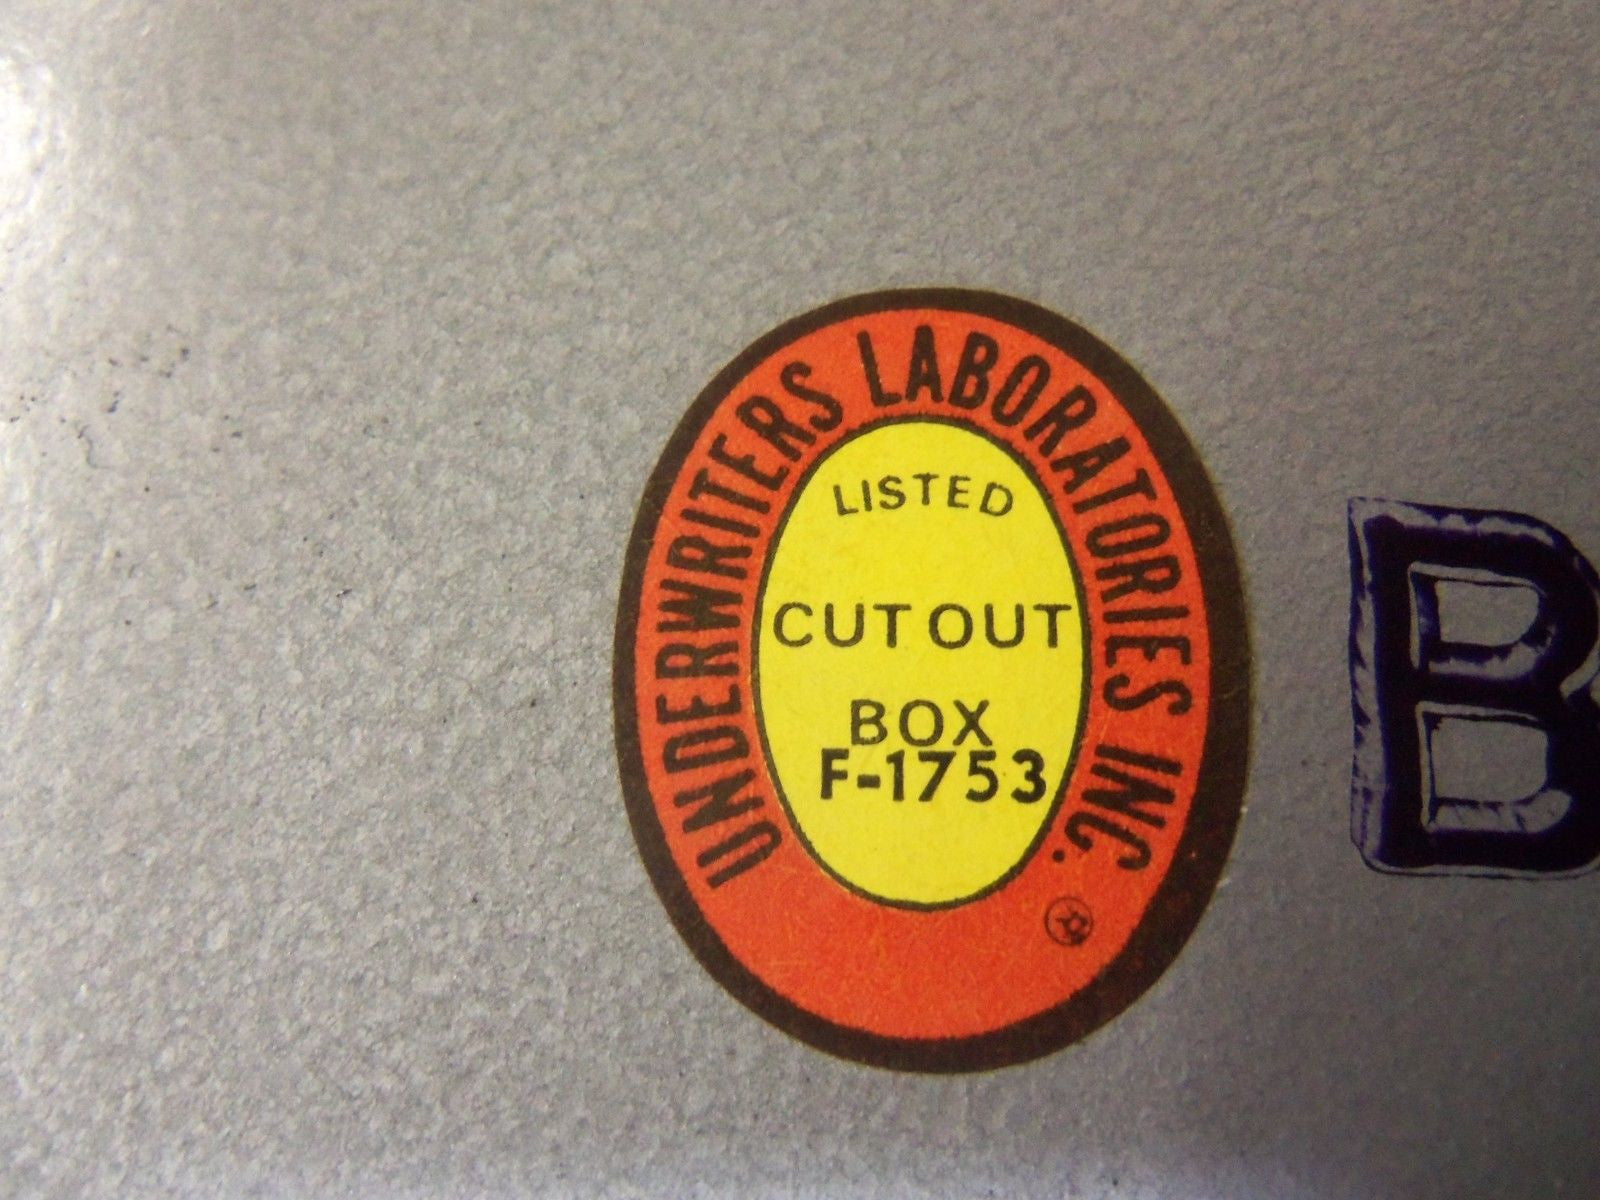 UNDERWRITERS LABORATORIES INC.
®
LISTED
CUT OUT
BOX
F-1753
B